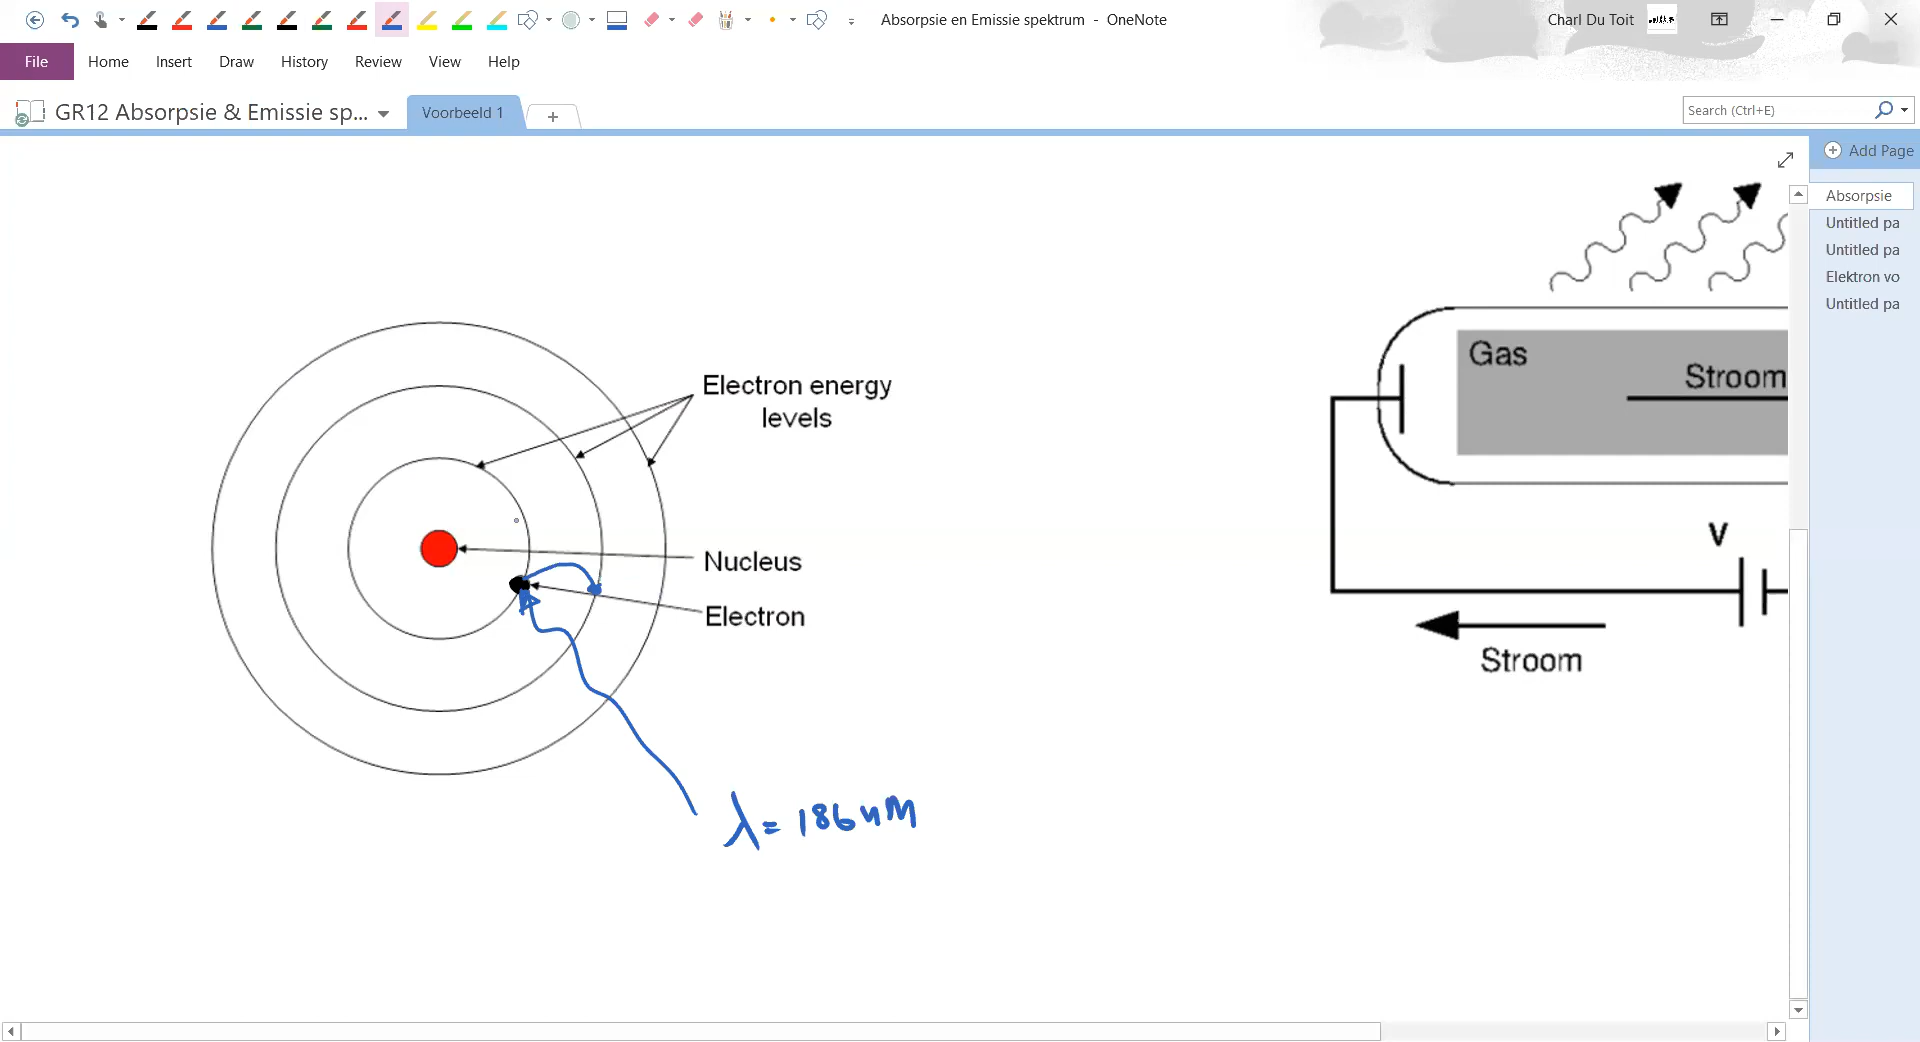 Absorpsie en Emissie spektrum - OneNote
Charl Du Toit
File Home Insert Draw History Review View Help
GR12 Absorpsie & Emissie sp...
Voorbeeld 1
Search (Ctrl+E)
Add Page
Absorpsie
Untitled pa
Untitled pa
Elektron vo
Untitled pa
Electron energy
levels
Nucleus
Electron
λ = 186 nM
Gas
Stroom
V
Stroom